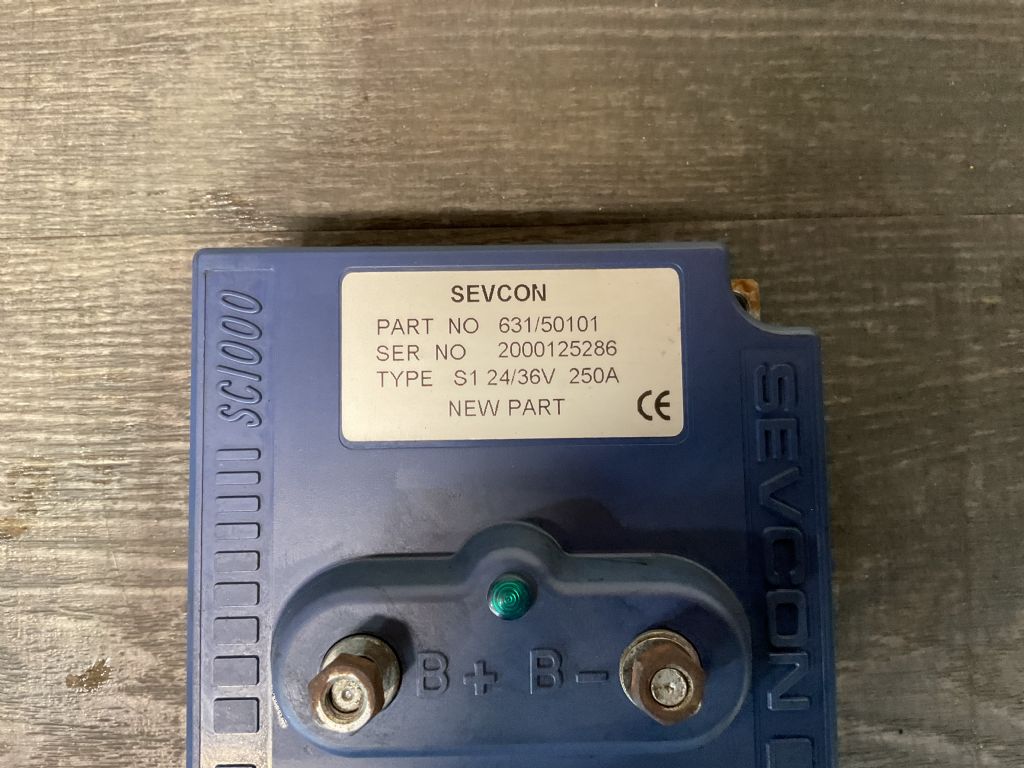 SEVCON
PART NO 631/50101
SER NO 2000125286
TYPE S1 24/36V 250A
NEW PART
CE
SC1000
SEVCON
B+ B-